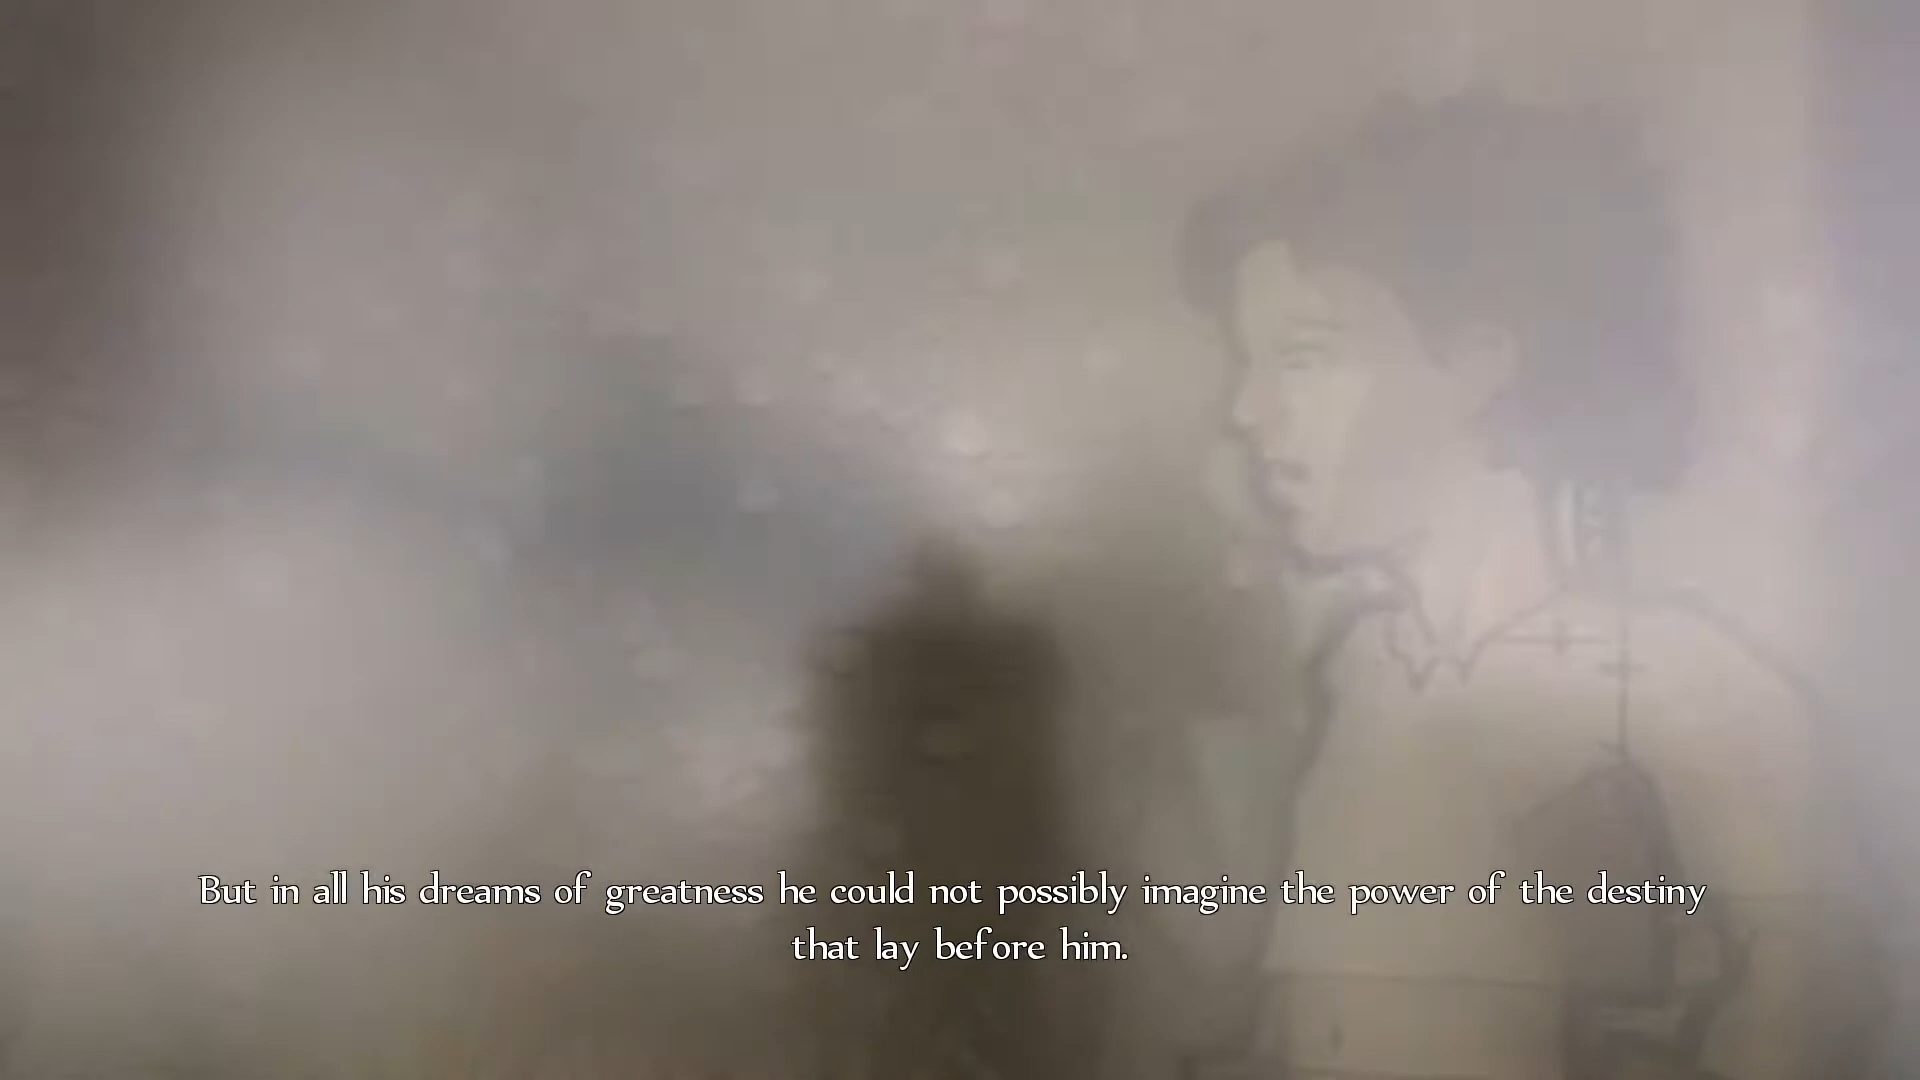 But in all his dreams of greatness he could not possibly imagine the power of the destiny
that lay before him.